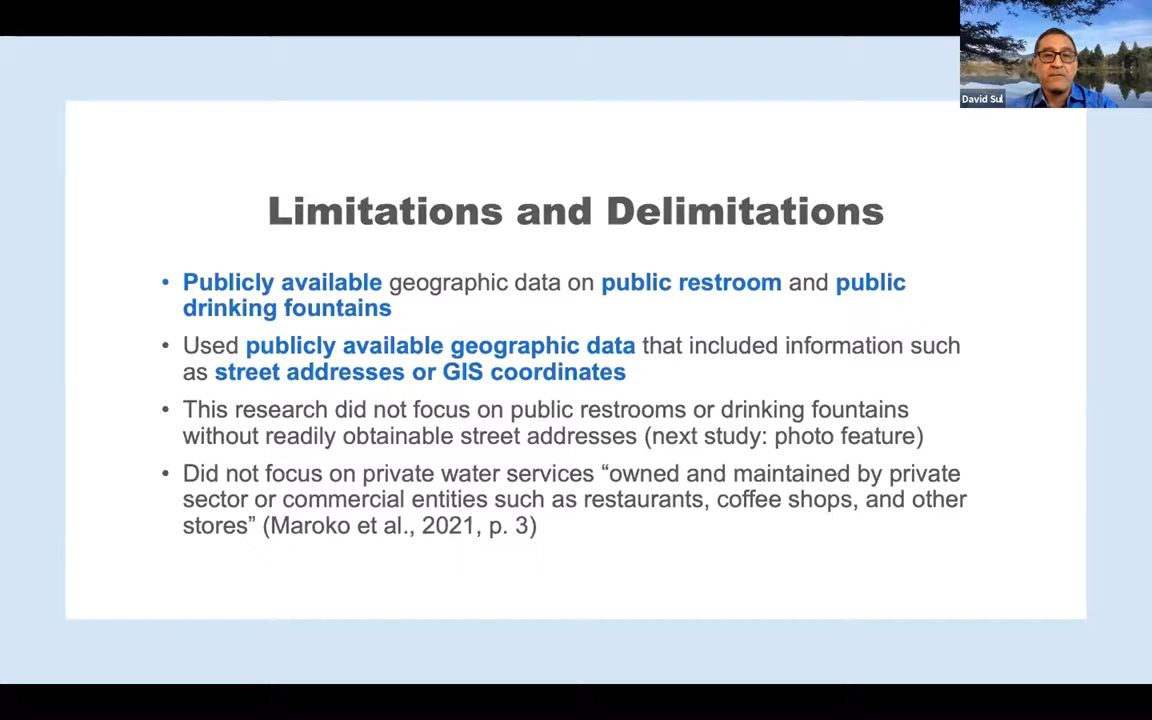 David Sul
Limitations and Delimitations
• Publicly available geographic data on public restroom and public
drinking fountains
• Used publicly available geographic data that included information such
as street addresses or GIS coordinates
• This research did not focus on public restrooms or drinking fountains
without readily obtainable street addresses (next study: photo feature)
• Did not focus on private water services “owned and maintained by private
sector or commercial entities such as restaurants, coffee shops, and other
stores” (Maroko et al., 2021, p. 3)